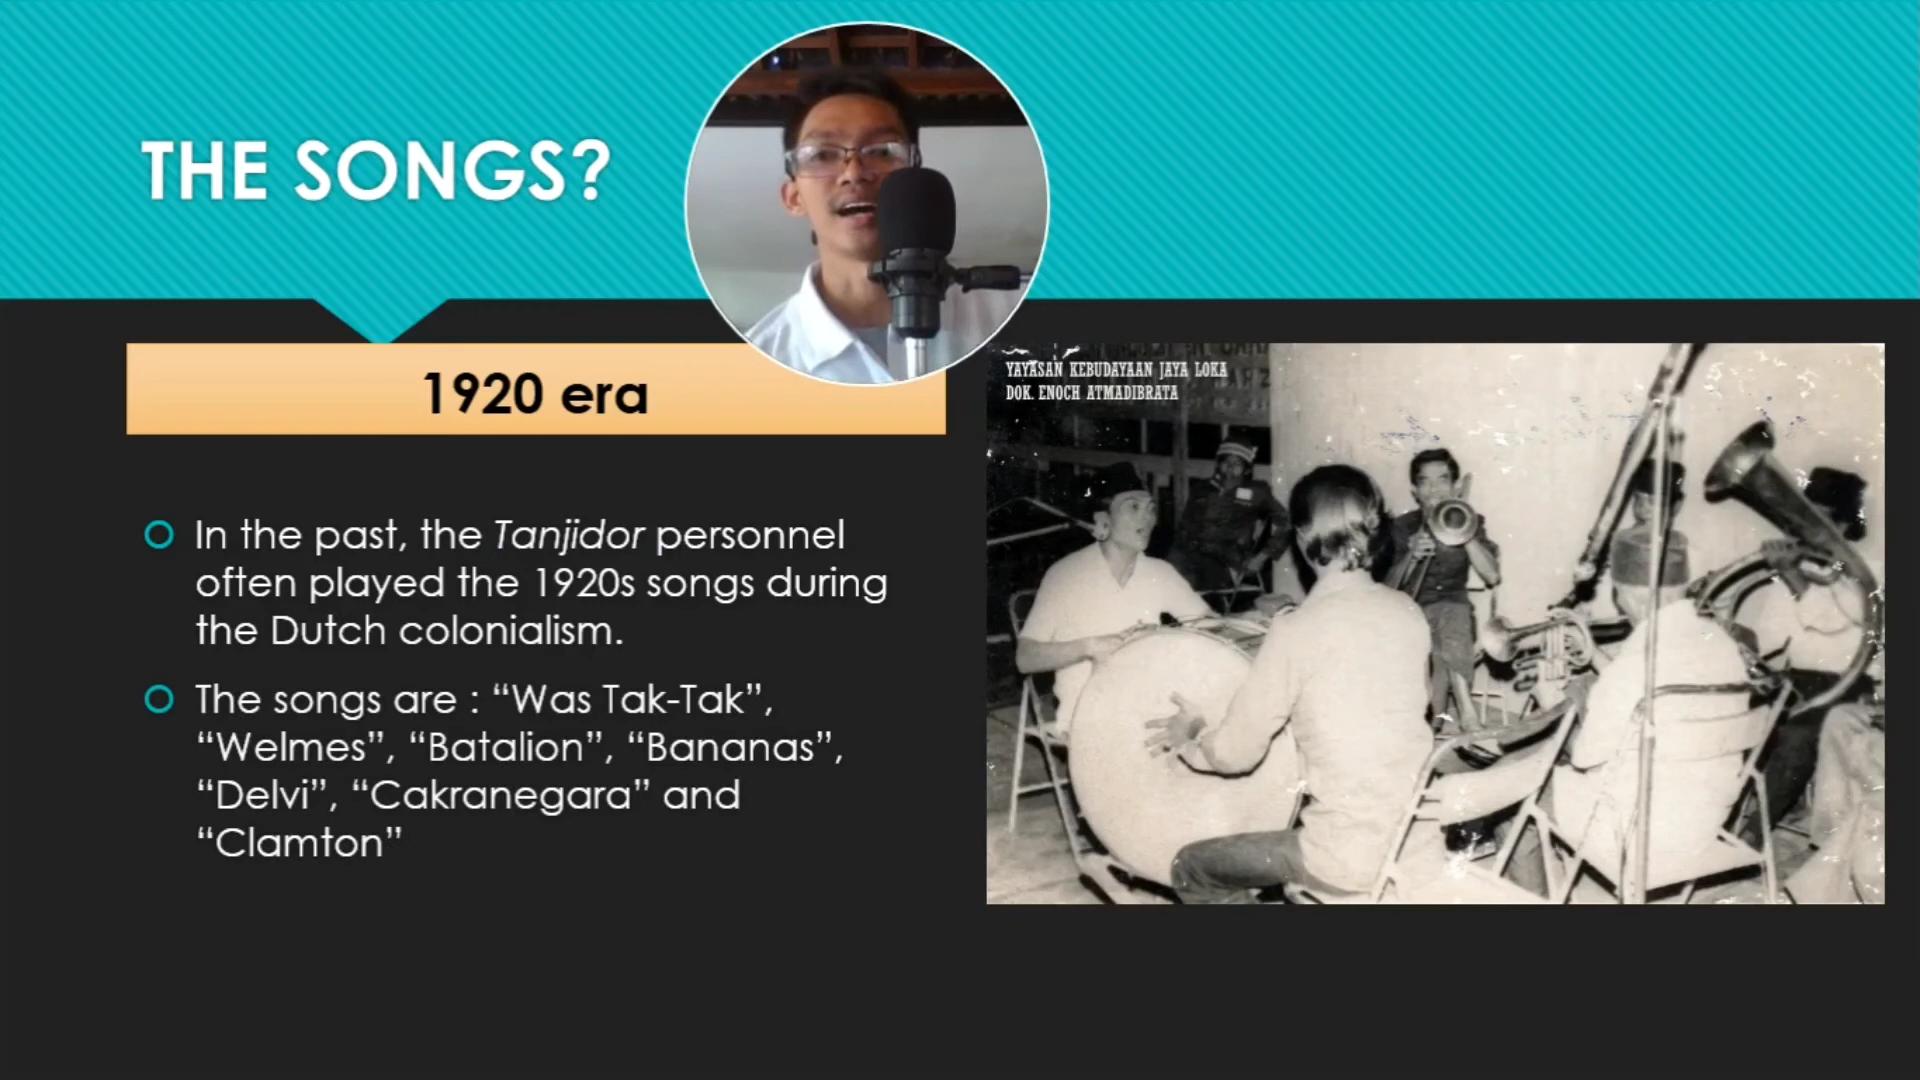 THE SONGS?
1920 era
In the past, the Tanjidor personnel
often played the 1920s songs during
the Dutch colonialism.
The songs are : “Was Tak-Tak”,
“Welmes”, “Batalion”, “Bananas”,
“Delvi”, “Cakranegara” and
“Clamton”
YAYASAN KEBUDAYAAN JAYA LOKA
DOK. ENOCH ATMADIBRATA